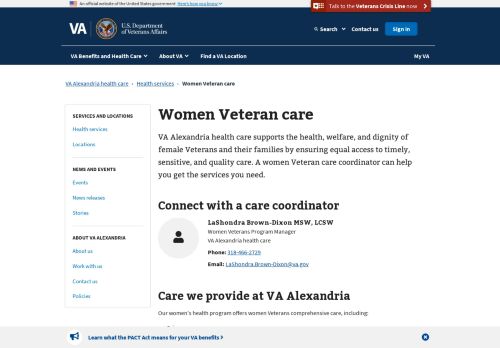 An official website of the United States government Here's how you know
Talk to the Veterans Crisis Line now
VA
U.S. Department
of Veterans Affairs
Search
Contact us
Sign in
VA Benefits and Health Care
About VA
Find a VA Location
My VA
VA Alexandria health care › Health services › Women Veteran care
SERVICES AND LOCATIONS
Health services
Locations
NEWS AND EVENTS
Events
News releases
Stories
ABOUT VA ALEXANDRIA
About us
Work with us
Contact us
Policies
Women Veteran care
VA Alexandria health care supports the health, welfare, and dignity of
female Veterans and their families by ensuring equal access to timely,
sensitive, and quality care. A women Veteran care coordinator can help
you get the services you need.
Connect with a care coordinator
LaShondra Brown-Dixon MSW, LCSW
Women Veterans Program Manager
VA Alexandria health care
Phone: 318-466-2729
Email: LaShondra.Brown-Dixon@va.gov
Care we provide at VA Alexandria
Our women's health program offers women Veterans comprehensive care, including:
Learn what the PACT Act means for your VA benefits